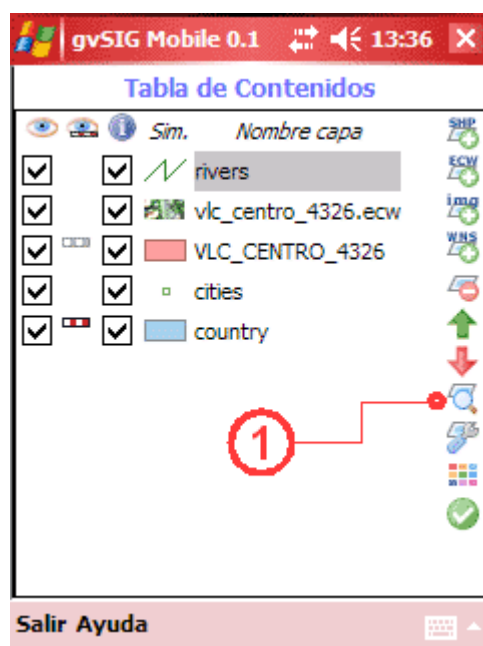 gvSIG Mobile 0.1 13:36
Tabla de Contenidos
Sim. Nombre capa
SHP
rivers
ECW
vlc_centro_4326.ecw
img
VLC_CENTRO_4326
WNS
cities
country
1
Salir Ayuda